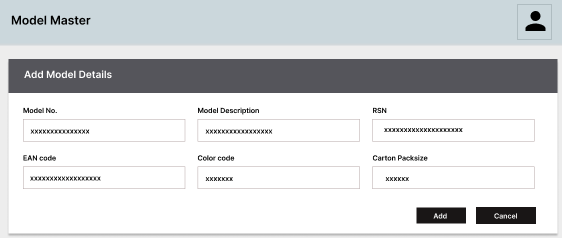 Model Master
Add Model Details
Model No. Model Description RSN
xxxxxxxxxxxxxxx xxxxxxxxxxxxxxxxx xxxxxxxxxxxxxxxxxxxx
EAN code Color code Carton Packsize
xxxxxxxxxxxxxxxxxx xxxxxxx xxxxxx
Add Cancel